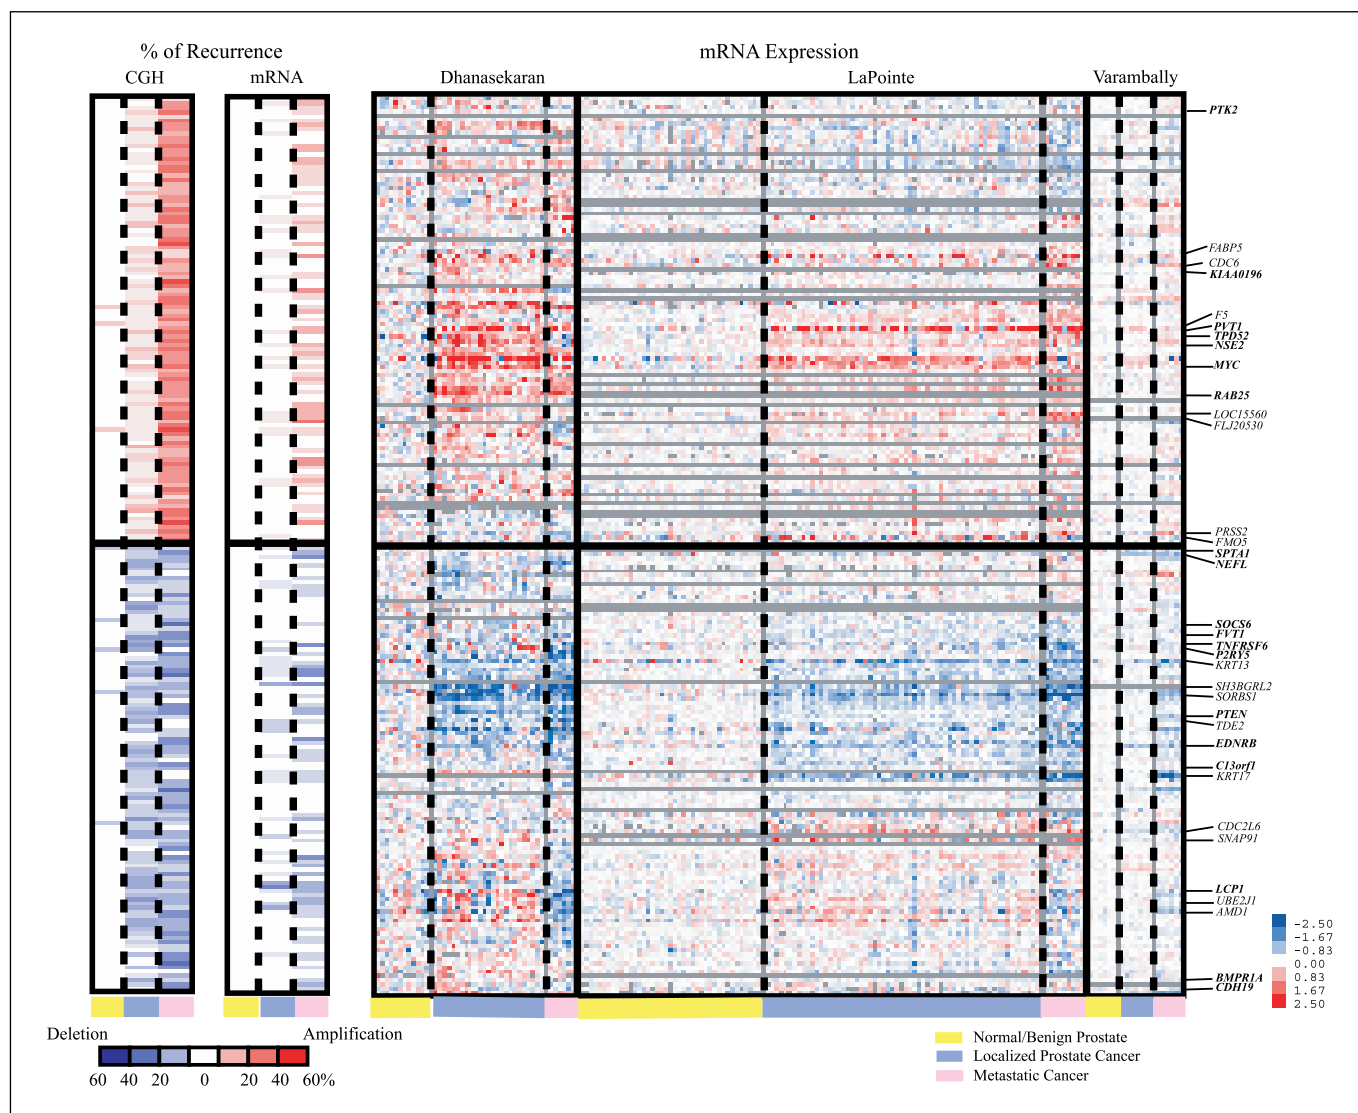 % of Recurrence
mRNA Expression
CGH
mRNA
Dhanasekaran
LaPointe
Varambally
PTK2
FABP5
CDC6
KIAA0196
F5
PVT1
TPD52
NSE2
MYC
RAB25
LOC15560
FLJ20530
PRSS2
FMO5
SPTA1
NEFL
SOCS6
FVT1
TNFRSF6
P2RY5
KRT13
SH3BGRL2
SORBS1
PTEN
TDE2
EDNRB
C13orf1
KRT17
CDC2L6
SNAP91
LCP1
UBE2J1
AMD1
BMPR1A
CDH19
-2.50
-1.67
-0.83
0.00
0.83
1.67
2.50
Deletion
Amplification
60 40 20 0 20 40 60%
Normal/Benign Prostate
Localized Prostate Cancer
Metastatic Cancer